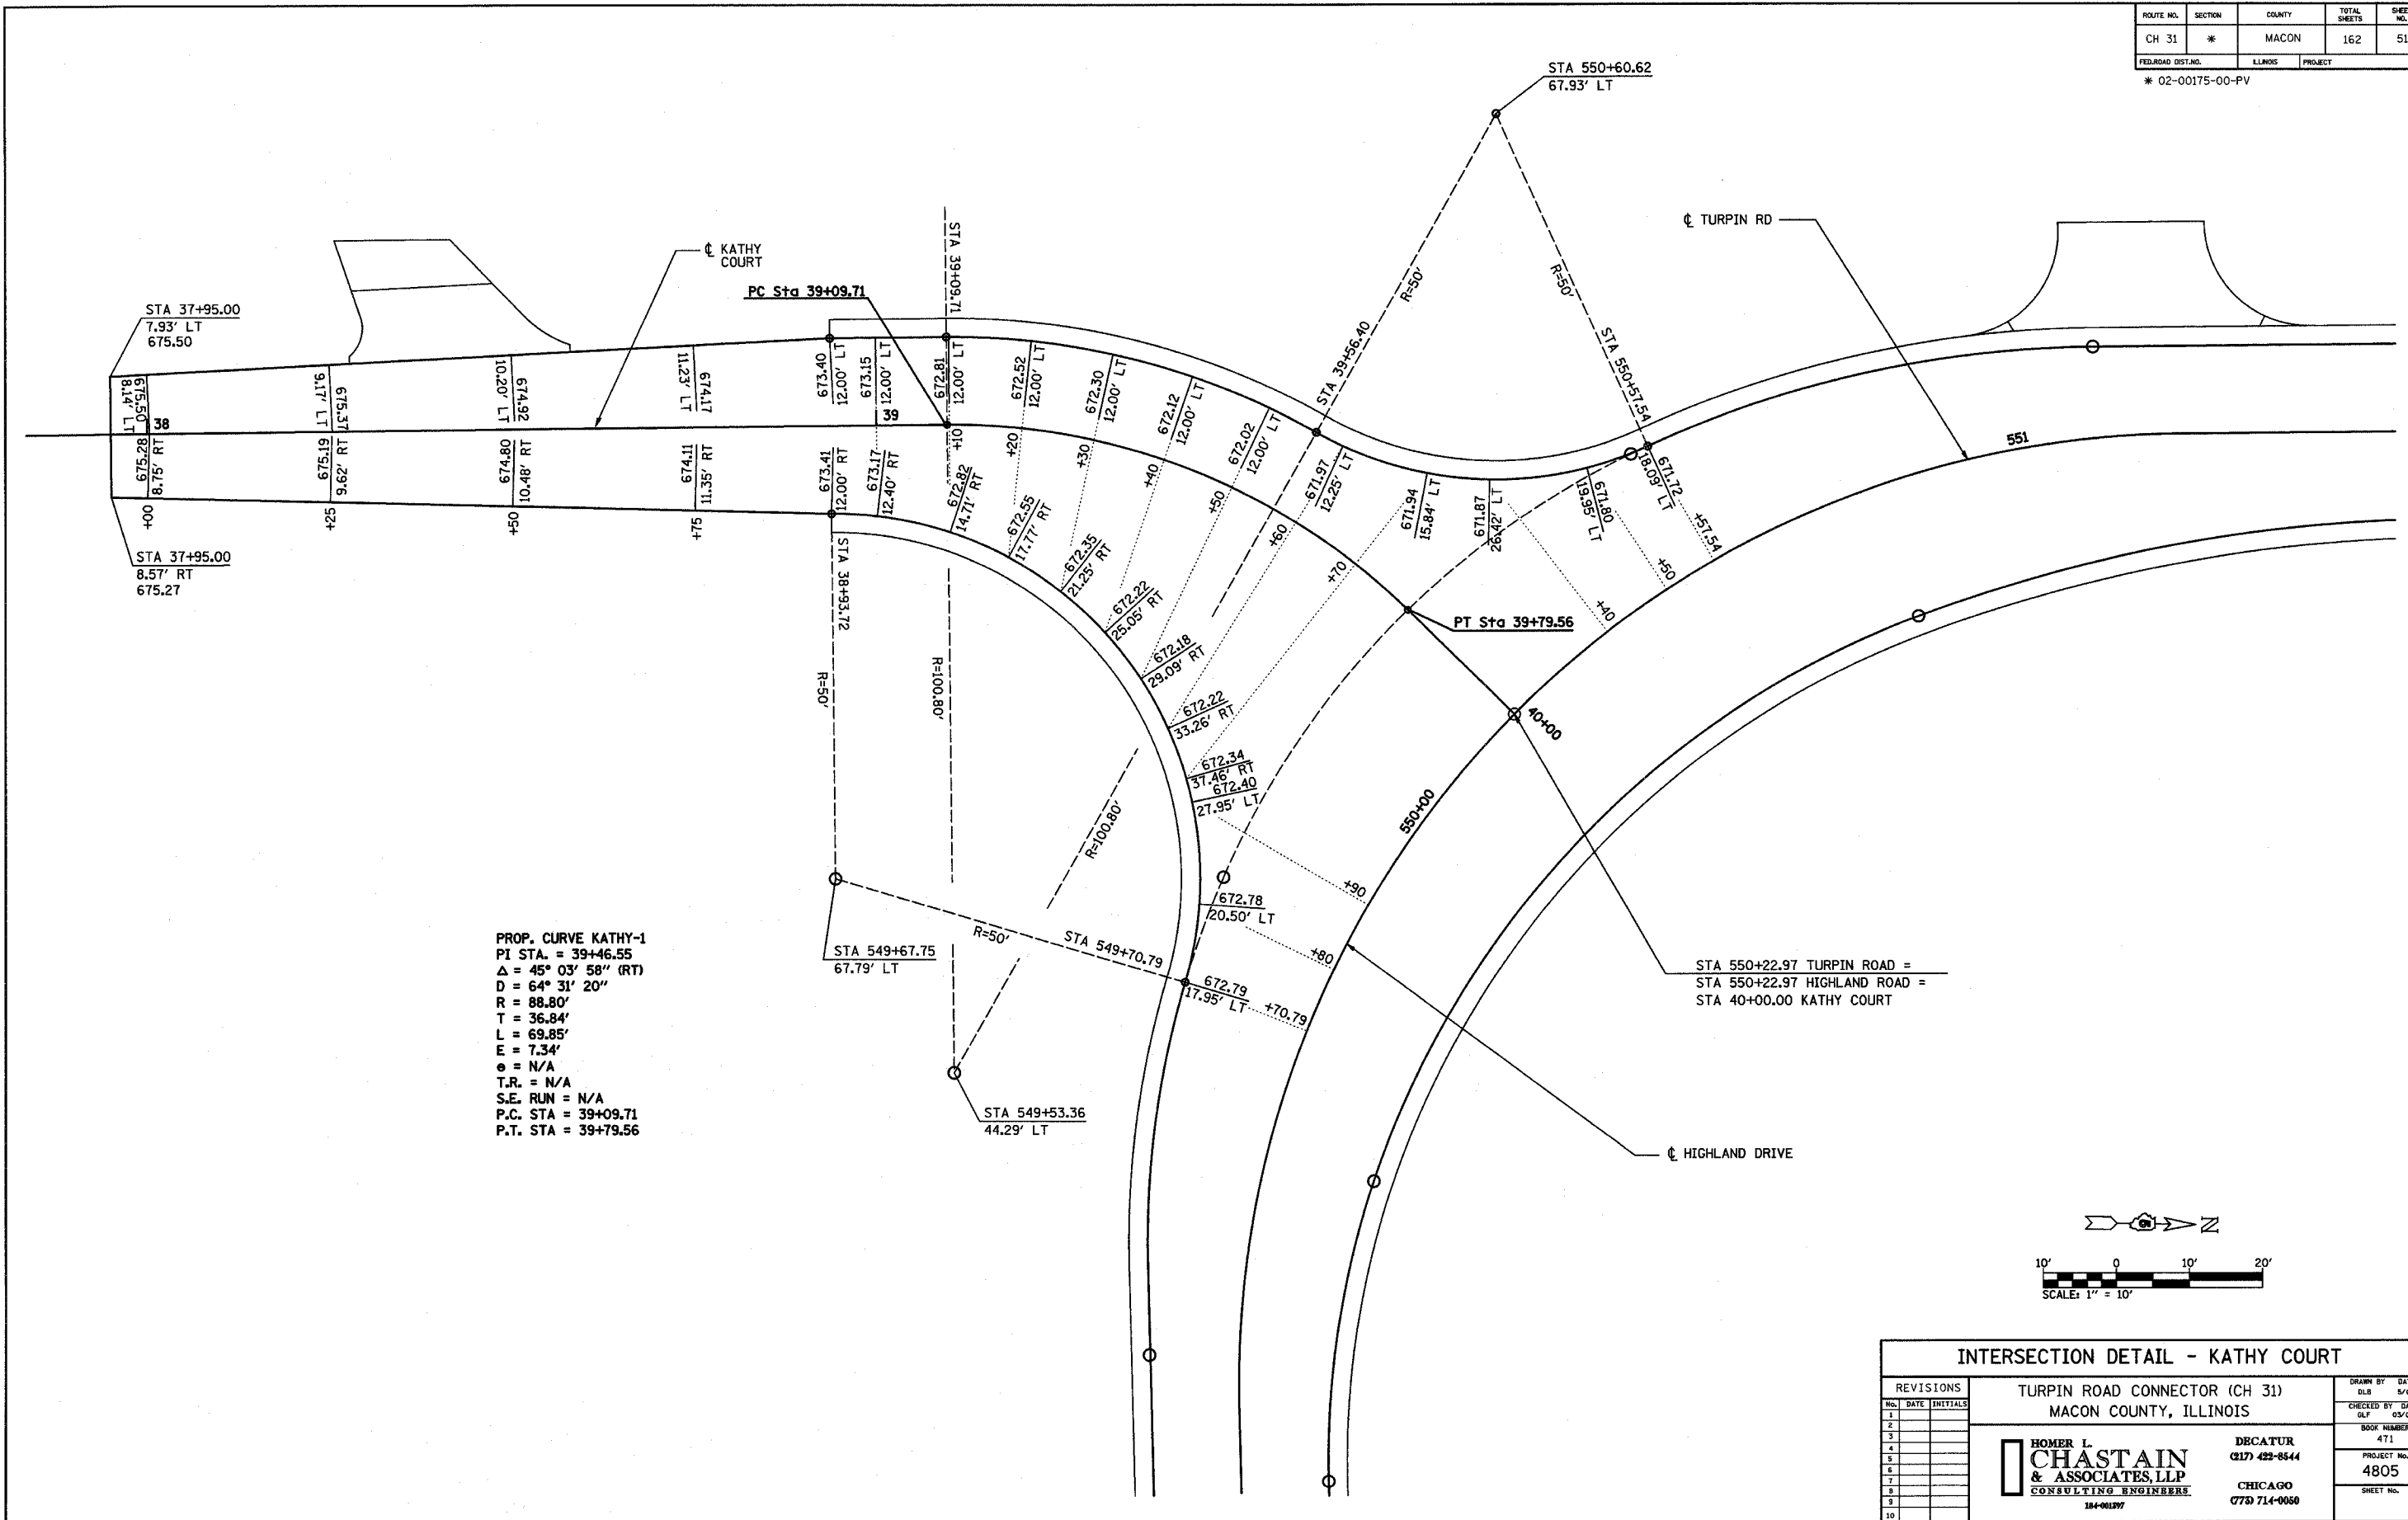 ROUTE NO. SECTION COUNTY TOTAL SHEETS
CH 31 * MACON 162 51
FED.ROAD DIST.NO. ILLINOIS PROJECT
* 02-00175-00-PV
STA 550+60.62
67.93' LT
℄ TURPIN RD
℄ KATHY
COURT
PC Sta 39+09.71
STA 39+09.71
STA 37+95.00
7.93' LT
675.50
R=50'
R=50'
STA 39+56.40
STA 550+57.54
675.50
8.14' LT
675.37
9.17' LT
674.92
10.20' LT
674.17
11.23' LT
673.40
12.00' LT
673.15
12.00' LT
672.81
12.00' LT
672.52
12.00' LT
672.30
12.00' LT
672.12
12.00' LT
672.02
12.00' LT
671.97
12.25' LT
671.94
15.84' LT
671.87
26.42' LT
671.80
19.95' LT
671.72
18.09' LT
38
39
551
675.28
8.75' RT
675.19
9.62' RT
674.80
10.48' RT
674.11
11.35' RT
673.41
12.00' RT
673.17
12.40' RT
672.82
14.71' RT
672.55
17.77' RT
672.35
21.25' RT
672.22
25.05' RT
672.18
29.09' RT
672.22
33.26' RT
672.34
37.46' RT
672.40
27.95' LT
672.78
20.50' LT
672.79
17.95' LT
+00
+25
+50
+75
+10
+20
+30
+40
+50
+60
+70
+40
+50
+57.54
+90
+80
+70.79
STA 37+95.00
8.57' RT
675.27
STA 38+93.72
PT Sta 39+79.56
40+00
550+00
R=50'
R=100.80'
R=100.80'
R=50'
STA 549+70.79
STA 549+67.75
67.79' LT
STA 549+53.36
44.29' LT
STA 550+22.97 TURPIN ROAD =
STA 550+22.97 HIGHLAND ROAD =
STA 40+00.00 KATHY COURT
℄ HIGHLAND DRIVE
PROP. CURVE KATHY-1
PI STA. = 39+46.55
Δ = 45° 03' 58" (RT)
D = 64° 31' 20"
R = 88.80'
T = 36.84'
L = 69.85'
E = 7.34'
e = N/A
T.R. = N/A
S.E. RUN = N/A
P.C. STA = 39+09.71
P.T. STA = 39+79.56
N
10' 0 10' 20'
SCALE: 1" = 10'
INTERSECTION DETAIL - KATHY COURT
REVISIONS
No. DATE INITIALS
1
2
3
4
5
6
7
8
9
10
TURPIN ROAD CONNECTOR (CH 31)
MACON COUNTY, ILLINOIS
HOMER L.
CHASTAIN
& ASSOCIATES, LLP
CONSULTING ENGINEERS
184-001397
DECATUR
(217) 422-8544
CHICAGO
(773) 714-0050
DRAWN BY
DLB
CHECKED BY
GLF
BOOK NUMBER
471
PROJECT No.
4805
SHEET No.